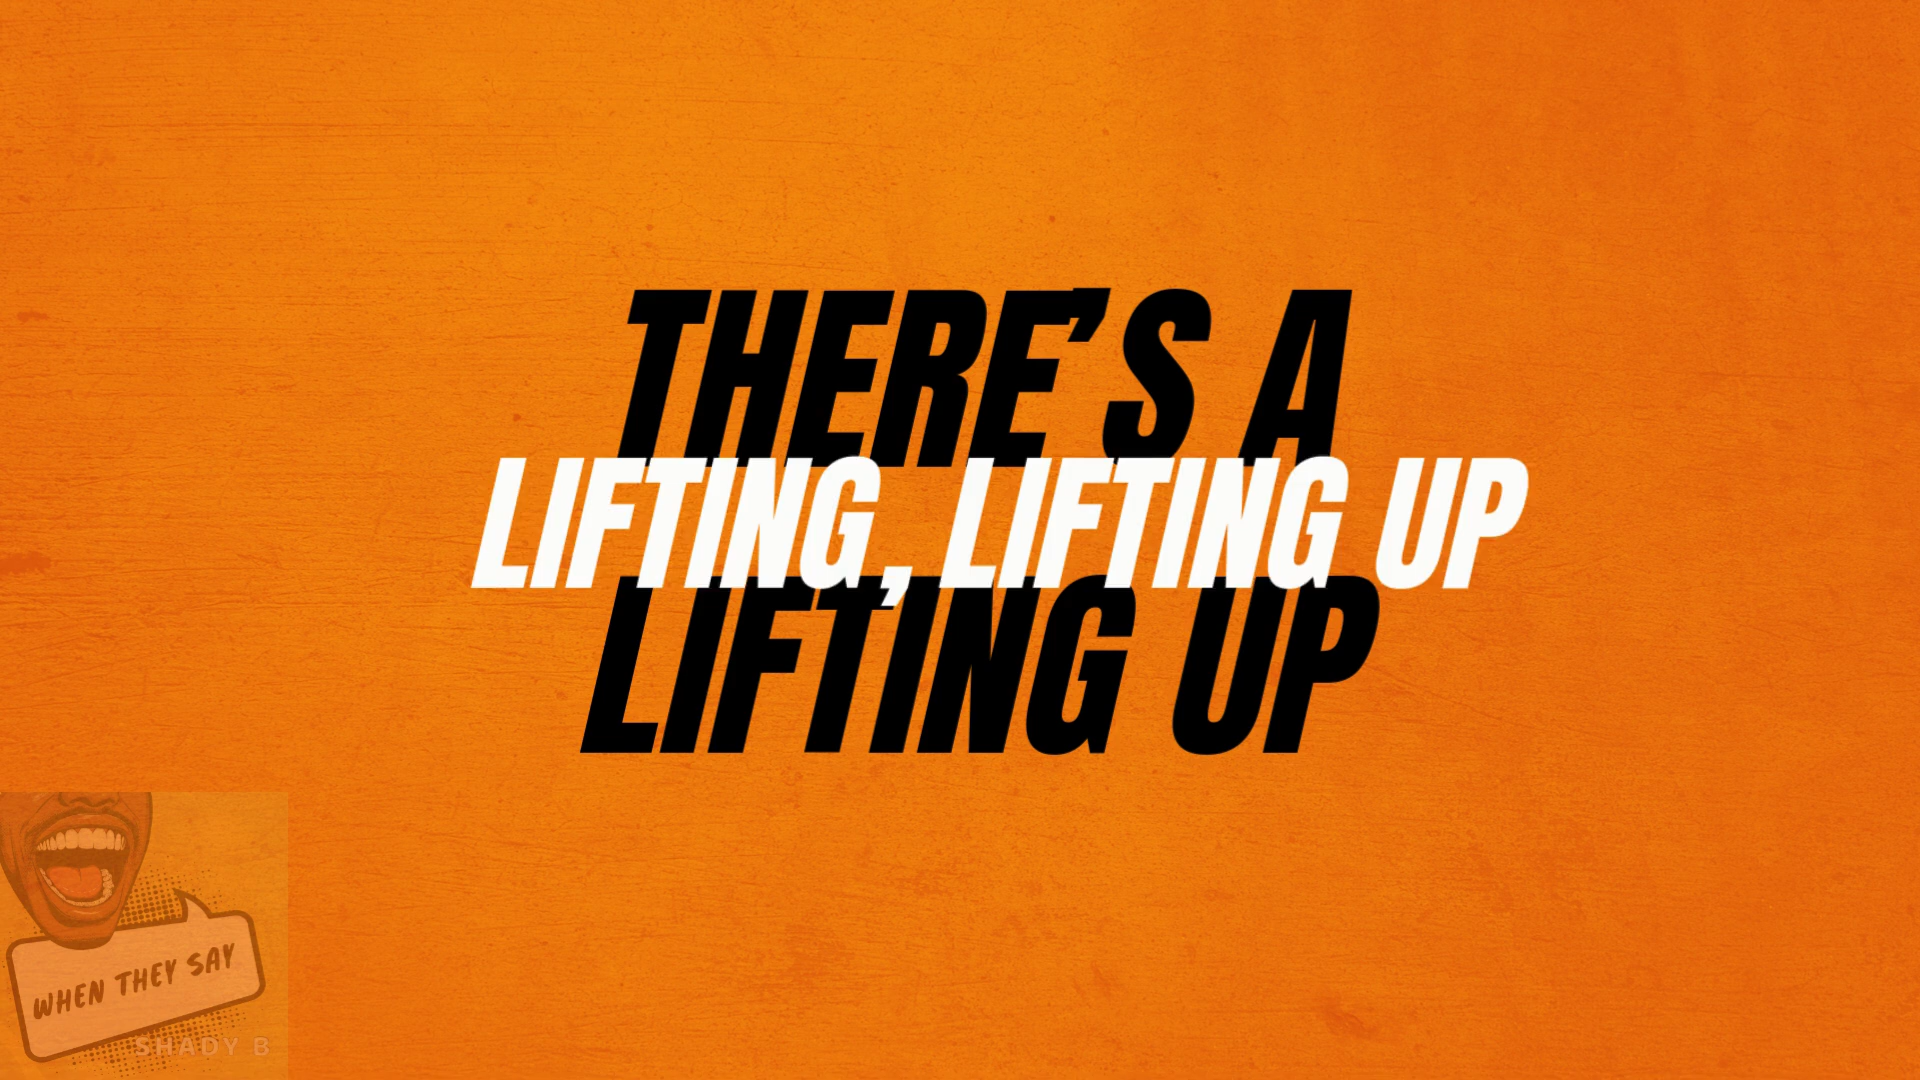 THERE'S A
LIFTING, LIFTING UP
LIFTING UP
WHEN THEY SAY
SHADY B